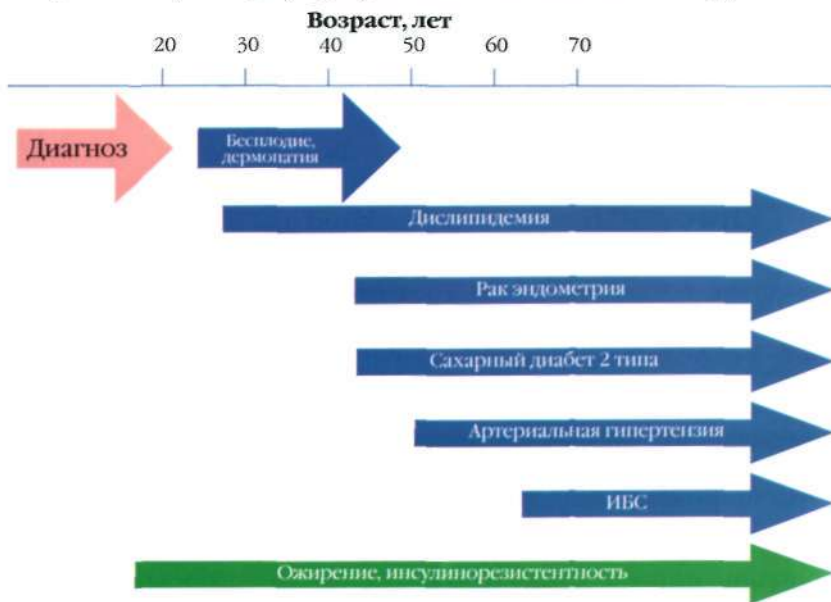 Возраст, лет
20 30 40 50 60 70
Диагноз
Бесплодие,
дермопатия
Дислипидемия
Рак эндометрия
Сахарный диабет 2 типа
Артериальная гипертензия
ИБС
Ожирение, инсулинорезистентность